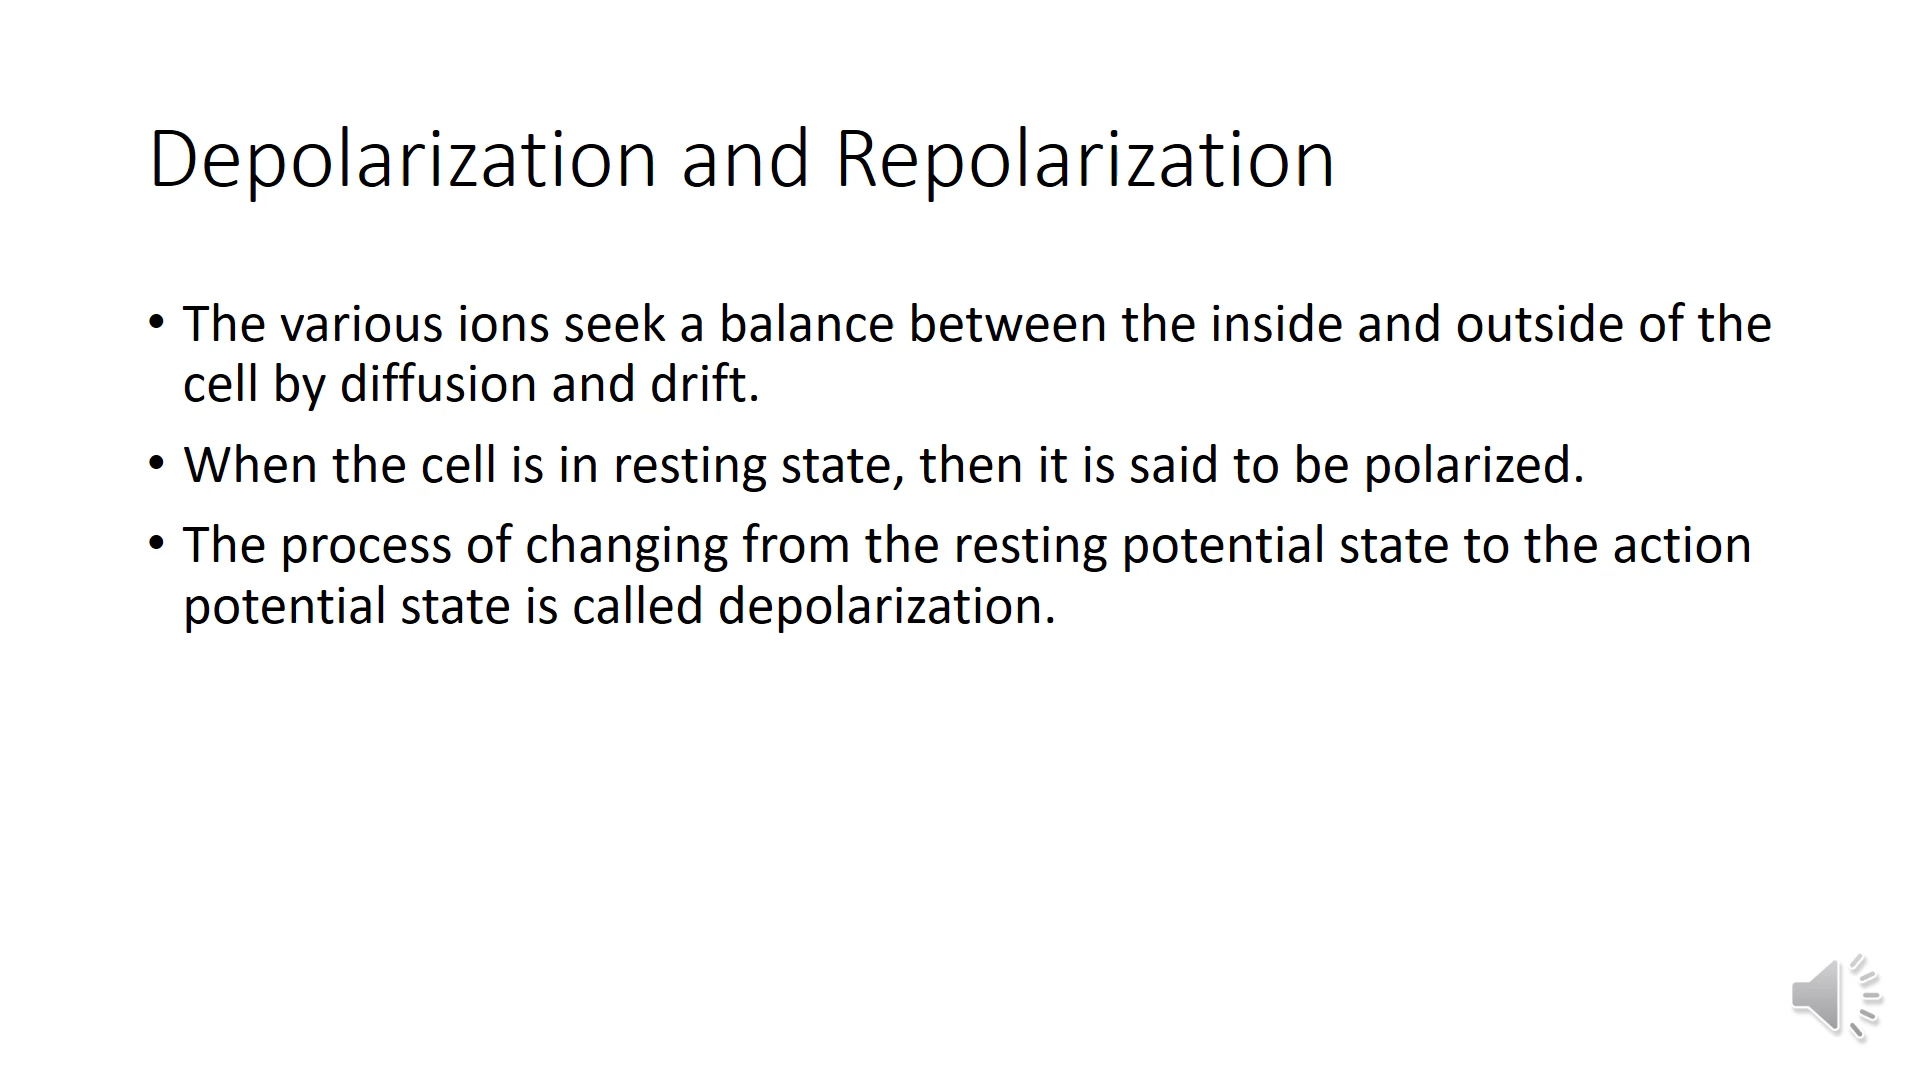 Depolarization and Repolarization
• The various ions seek a balance between the inside and outside of the
cell by diffusion and drift.
• When the cell is in resting state, then it is said to be polarized.
• The process of changing from the resting potential state to the action
potential state is called depolarization.